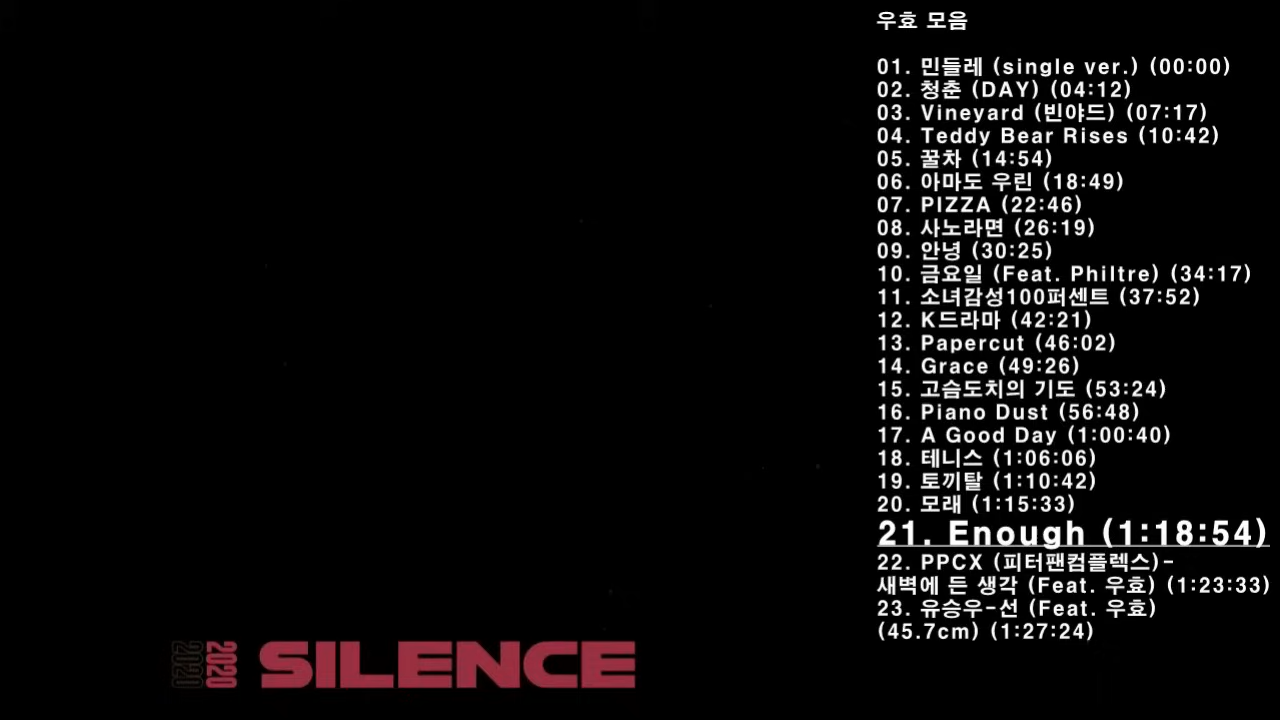 우효 모음
01. 민들레 (single ver.) (00:00)
02. 청춘 (DAY) (04:12)
03. Vineyard (빈야드) (07:17)
04. Teddy Bear Rises (10:42)
05. 꿀차 (14:54)
06. 아마도 우린 (18:49)
07. PIZZA (22:46)
08. 사노라면 (26:19)
09. 안녕 (30:25)
10. 금요일 (Feat. Philtre) (34:17)
11. 소녀감성100퍼센트 (37:52)
12. K드라마 (42:21)
13. Papercut (46:02)
14. Grace (49:26)
15. 고슴도치의 기도 (53:24)
16. Piano Dust (56:48)
17. A Good Day (1:00:40)
18. 테니스 (1:06:06)
19. 토끼탈 (1:10:42)
20. 모래 (1:15:33)
21. Enough (1:18:54)
22. PPCX (피터팬컴플렉스)-
새벽에 든 생각 (Feat. 우효) (1:23:33)
23. 유승우-선 (Feat. 우효)
(45.7cm) (1:27:24)
2020 2020 SILENCE